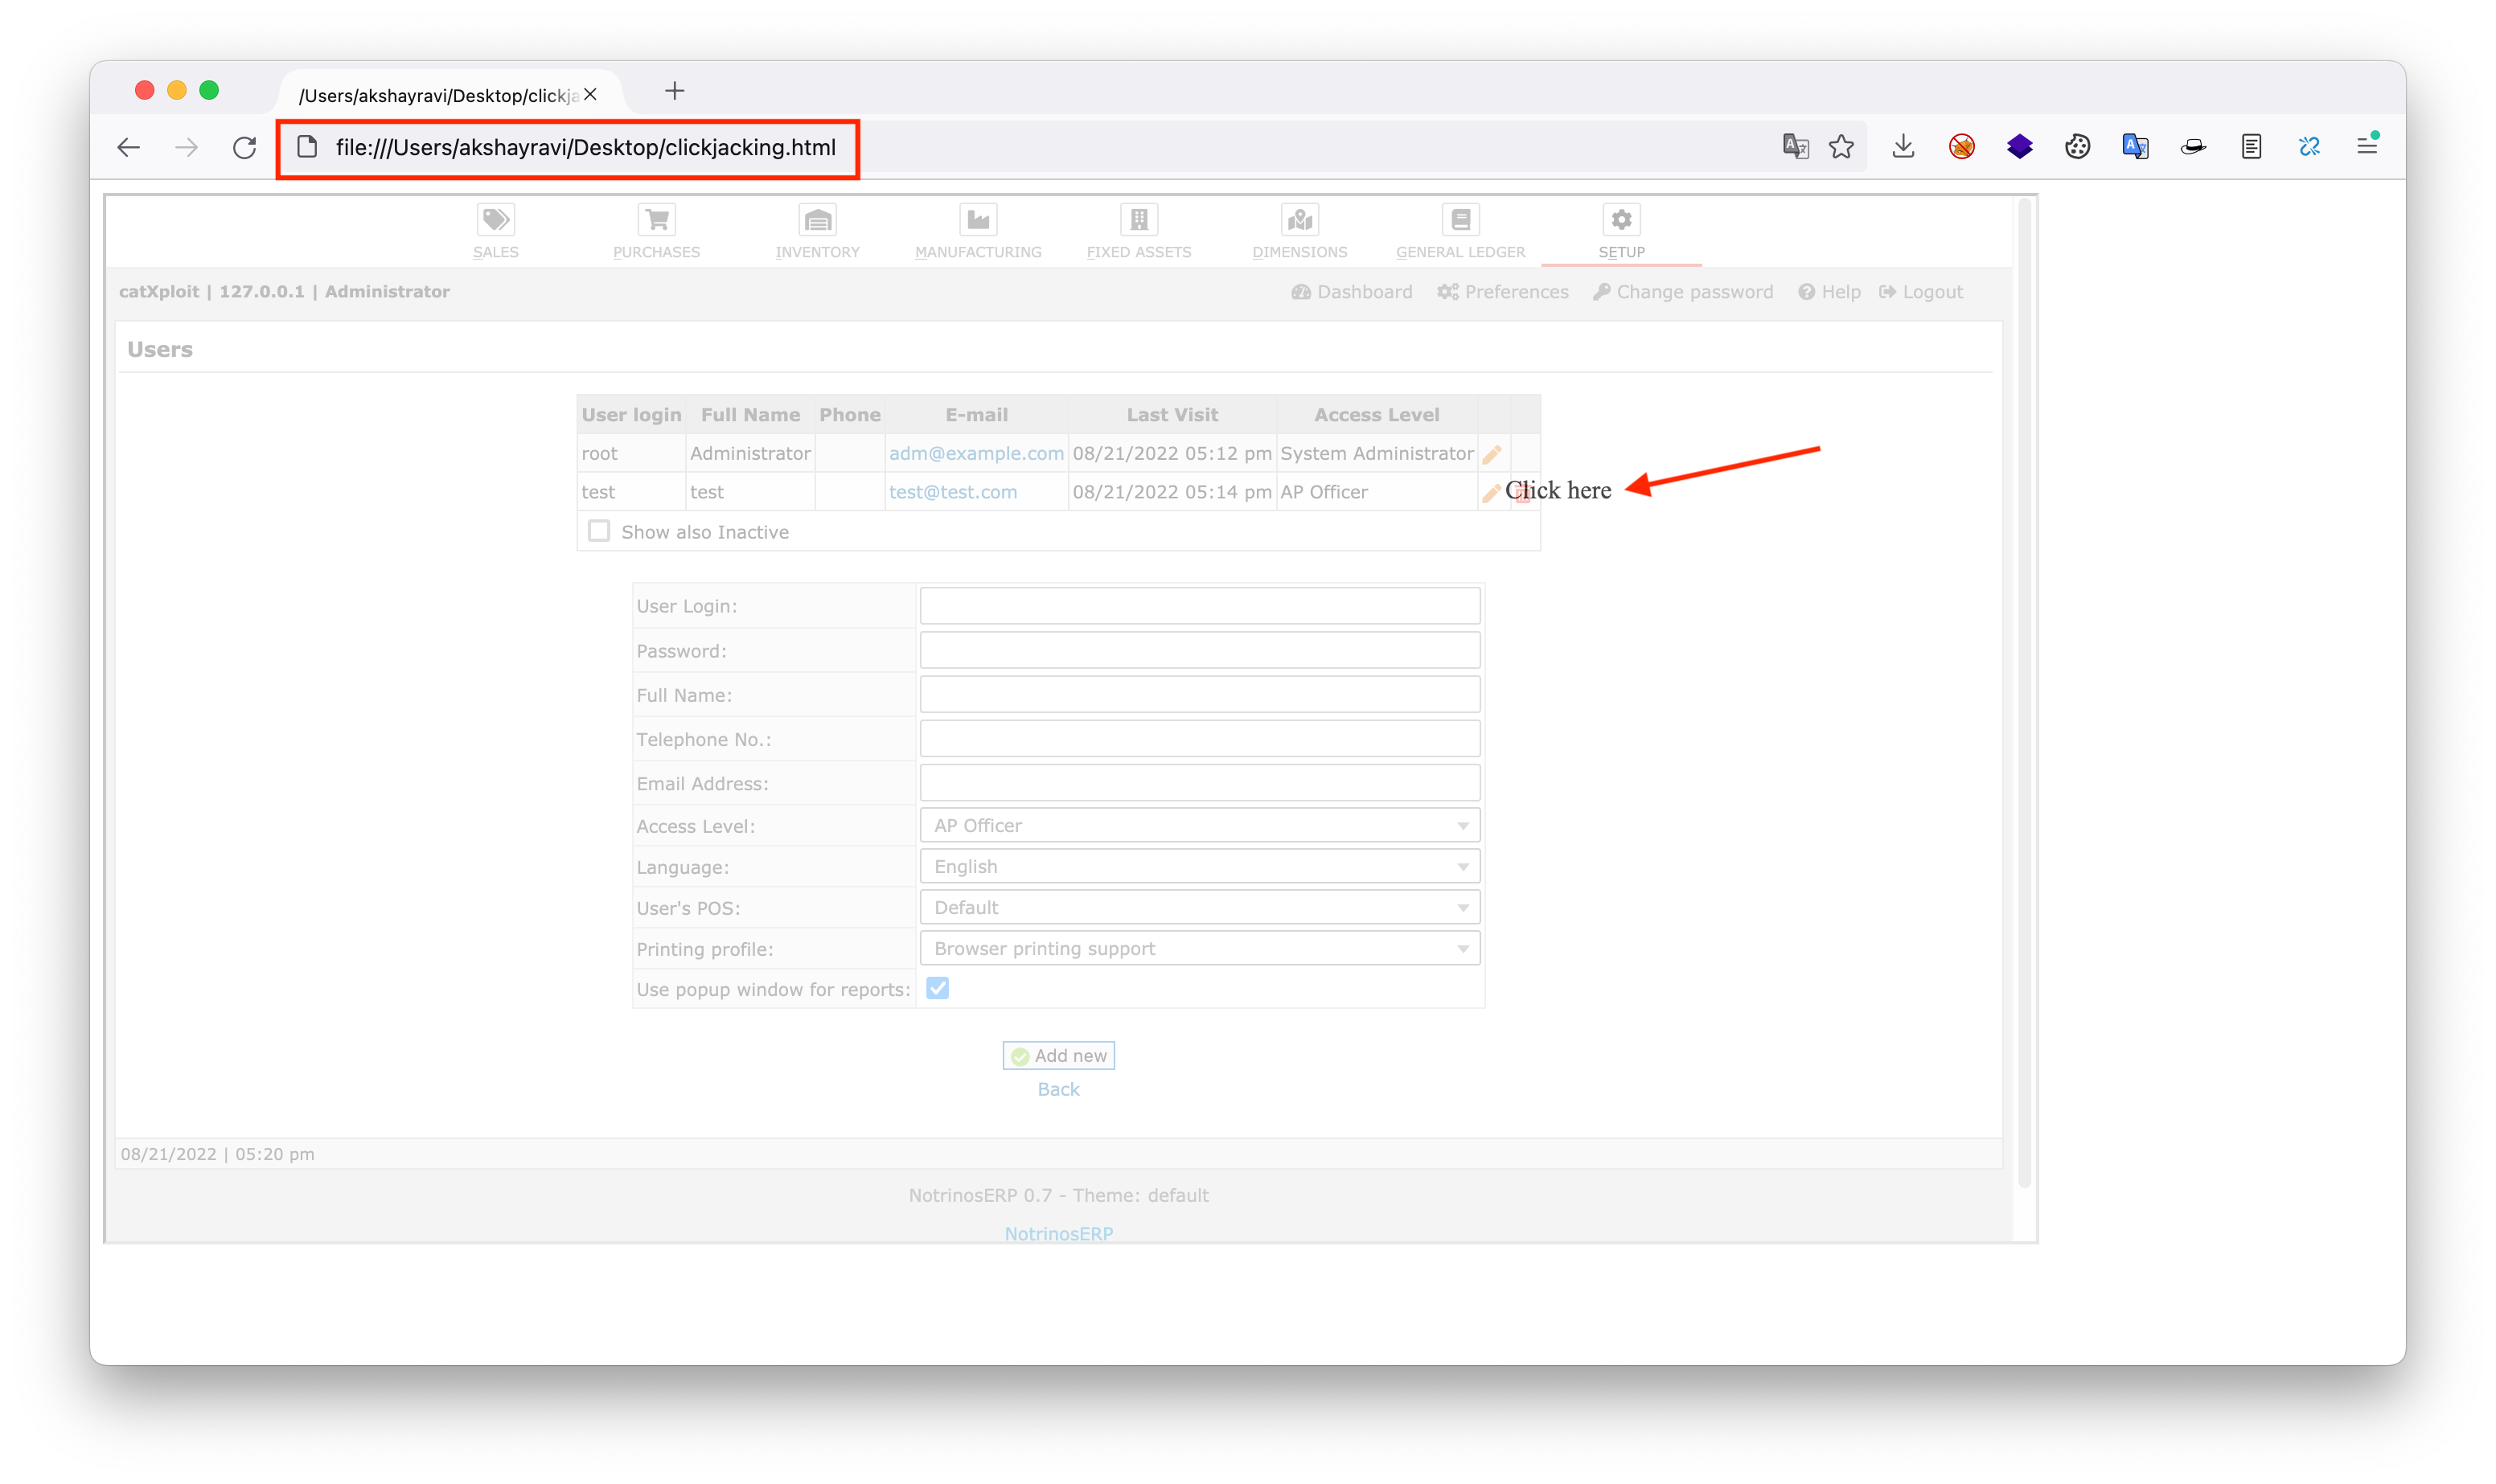 /Users/akshayravi/Desktop/clickja
file:///Users/akshayravi/Desktop/clickjacking.html
SALES PURCHASES INVENTORY MANUFACTURING FIXED ASSETS DIMENSIONS GENERAL LEDGER SETUP
catXploit | 127.0.0.1 | Administrator Dashboard Preferences Change password Help Logout
Users
User login Full Name Phone E-mail Last Visit Access Level
root Administrator adm@example.com 08/21/2022 05:12 pm System Administrator
test test test@test.com 08/21/2022 05:14 pm AP Officer Click here
Show also Inactive
User Login:
Password:
Full Name:
Telephone No.:
Email Address:
Access Level: AP Officer
Language: English
User's POS: Default
Printing profile: Browser printing support
Use popup window for reports:
Add new
Back
08/21/2022 | 05:20 pm
NotrinosERP 0.7 - Theme: default
NotrinosERP